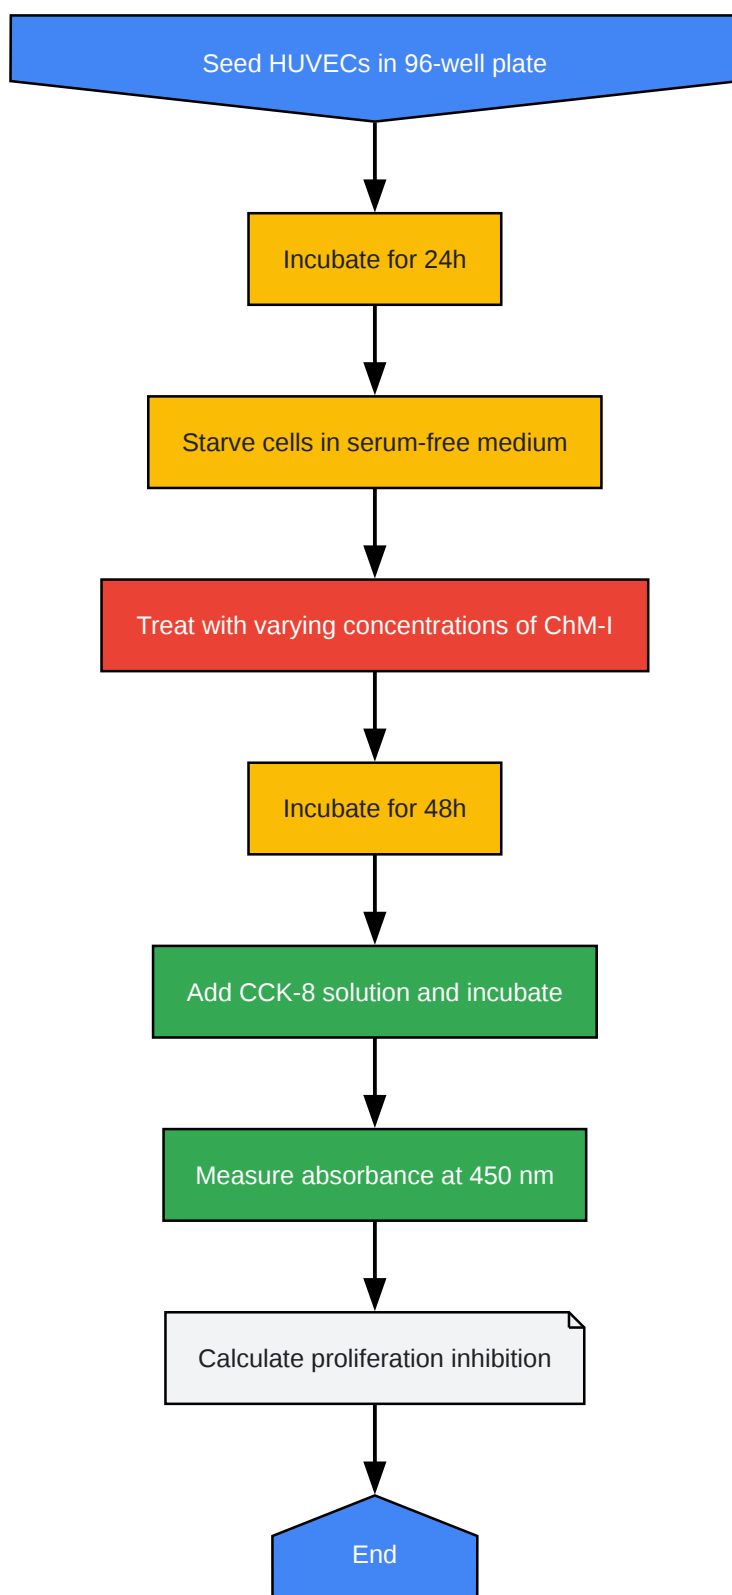 Seed HUVECs in 96-well plate
Incubate for 24h
Starve cells in serum-free medium
Treat with varying concentrations of ChM-I
Incubate for 48h
Add CCK-8 solution and incubate
Measure absorbance at 450 nm
Calculate proliferation inhibition
End